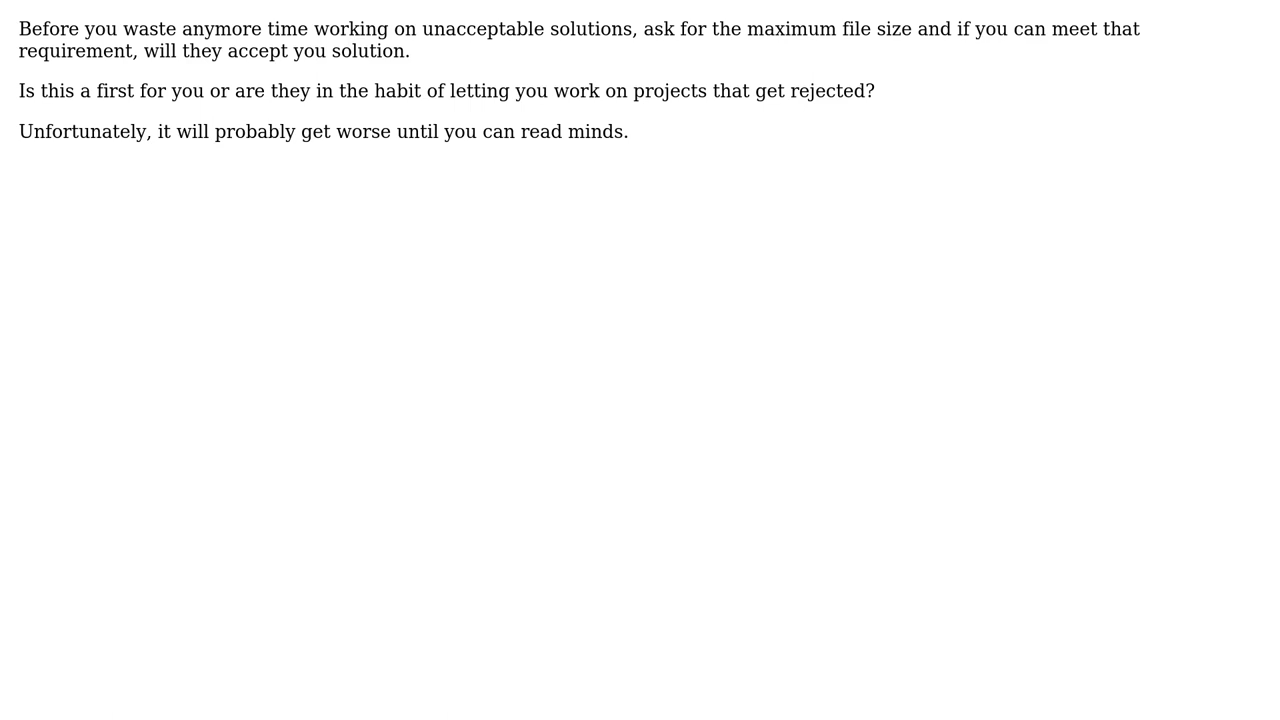 Before you waste anymore time working on unacceptable solutions, ask for the maximum file size and if you can meet that
requirement, will they accept you solution.
Is this a first for you or are they in the habit of letting you work on projects that get rejected?
Unfortunately, it will probably get worse until you can read minds.